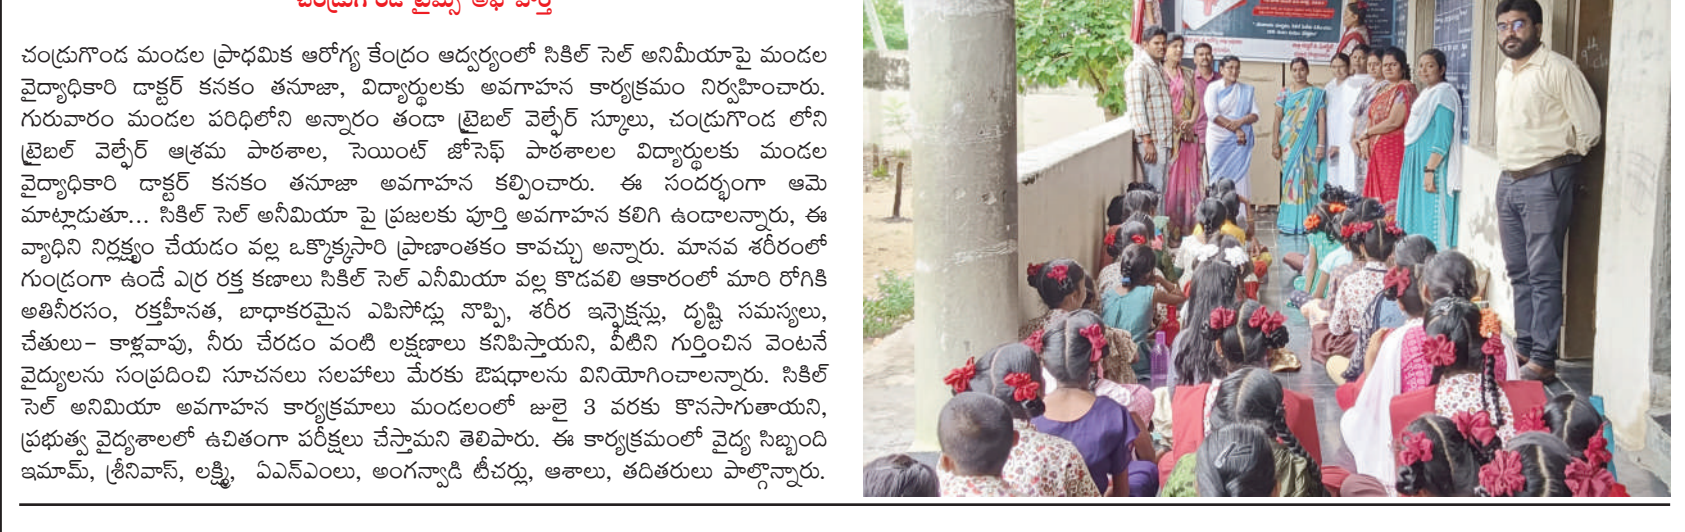 చండ్రుగొండ టైమ్స్ ఆఫ్ వార్త
చండ్రుగొండ మండల ప్రాధమిక ఆరోగ్య కేంద్రం ఆధ్వర్యంలో సికిల్ సెల్ అనిమీయాపై మండల
వైద్యాధికారి డాక్టర్ కనకం తనూజా, విద్యార్థులకు అవగాహన కార్యక్రమం నిర్వహించారు.
గురువారం మండల పరిధిలోని అన్నారం తండా ట్రైబల్ వెల్ఫేర్ స్కూలు, చండ్రుగొండ లోని
ట్రైబల్ వెల్ఫేర్ ఆశ్రమ పాఠశాల, సెయింట్ జోసెఫ్ పాఠశాలల విద్యార్థులకు మండల
వైద్యాధికారి డాక్టర్ కనకం తనూజా అవగాహన కల్పించారు. ఈ సందర్భంగా ఆమె
మాట్లాడుతూ... సికిల్ సెల్ అనీమియా పై ప్రజలకు పూర్తి అవగాహన కలిగి ఉండాలన్నారు, ఈ
వ్యాధిని నిర్లక్ష్యం చేయడం వల్ల ఒక్కొక్కసారి ప్రాణాంతకం కావచ్చు అన్నారు. మానవ శరీరంలో
గుండ్రంగా ఉండే ఎర్ర రక్త కణాలు సికిల్ సెల్ ఎనీమియా వల్ల కొడవలి ఆకారంలో మారి రోగికి
అతినీరసం, రక్తహీనత, బాధాకరమైన ఎపిసోడ్లు నొప్పి, శరీర ఇన్ఫెక్షన్లు, దృష్టి సమస్యలు,
చేతులు- కాళ్లవాపు, నీరు చేరడం వంటి లక్షణాలు కనిపిస్తాయని, వీటిని గుర్తించిన వెంటనే
వైద్యులను సంప్రదించి సూచనలు సలహాలు మేరకు ఔషధాలను వినియోగించాలన్నారు. సికిల్
సెల్ అనిమియా అవగాహన కార్యక్రమాలు మండలంలో జులై 3 వరకు కొనసాగుతాయని,
ప్రభుత్వ వైద్యశాలలో ఉచితంగా పరీక్షలు చేస్తామని తెలిపారు. ఈ కార్యక్రమంలో వైద్య సిబ్బంది
ఇమామ్, శ్రీనివాస్, లక్ష్మి, ఏఎన్ఎంలు, అంగన్వాడి టీచర్లు, ఆశాలు, తదితరులు పాల్గొన్నారు.